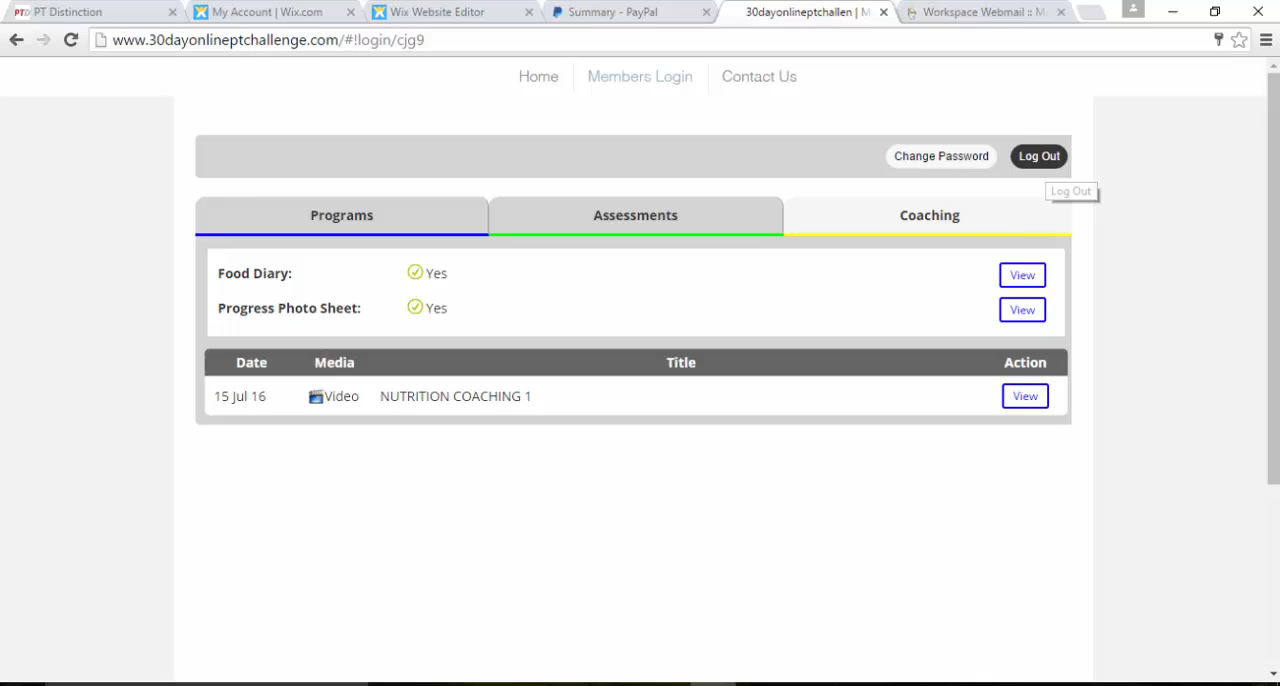 PTD PT Distinction
My Account | Wix.com
Wix Website Editor
Summary - PayPal
30dayonlineptchallen | M
Workspace Webmail :: M
www.30dayonlineptchallenge.com/#!login/cjg9
Home Members Login Contact Us
Change Password Log Out
Log Out
Programs Assessments Coaching
Food Diary: Yes View
Progress Photo Sheet: Yes View
Date Media Title Action
15 Jul 16 Video NUTRITION COACHING 1 View